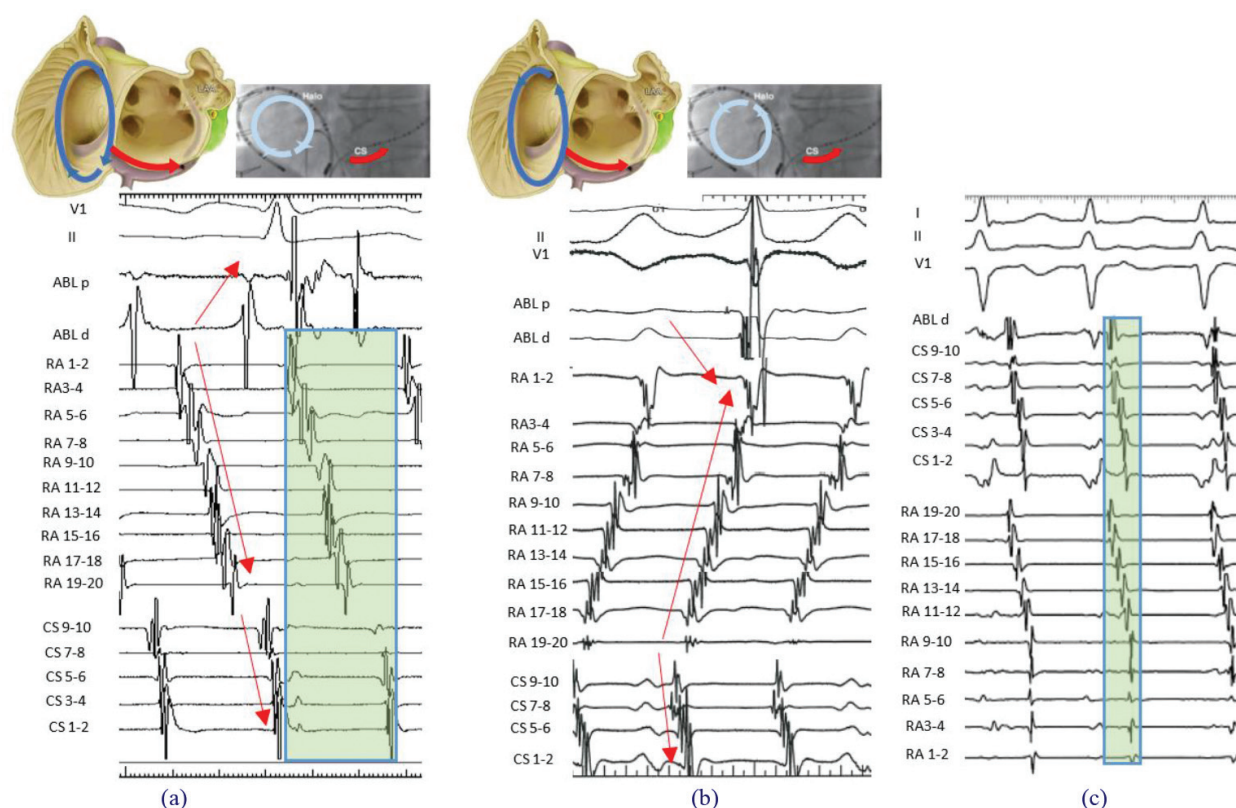 Halo
CS
V1
II
ABL p
ABL d
RA 1-2
RA3-4
RA 5-6
RA 7-8
RA 9-10
RA 11-12
RA 13-14
RA 15-16
RA 17-18
RA 19-20
CS 9-10
CS 7-8
CS 5-6
CS 3-4
CS 1-2
(a)
Halo
CS
II
V1
ABL p
ABL d
RA 1-2
RA3-4
RA 5-6
RA 7-8
RA 9-10
RA 11-12
RA 13-14
RA 15-16
RA 17-18
RA 19-20
CS 9-10
CS 7-8
CS 5-6
CS 1-2
(b)
I
II
V1
ABL d
CS 9-10
CS 7-8
CS 5-6
CS 3-4
CS 1-2
RA 19-20
RA 17-18
RA 15-16
RA 13-14
RA 11-12
RA 9-10
RA 7-8
RA 5-6
RA3-4
RA 1-2
(c)